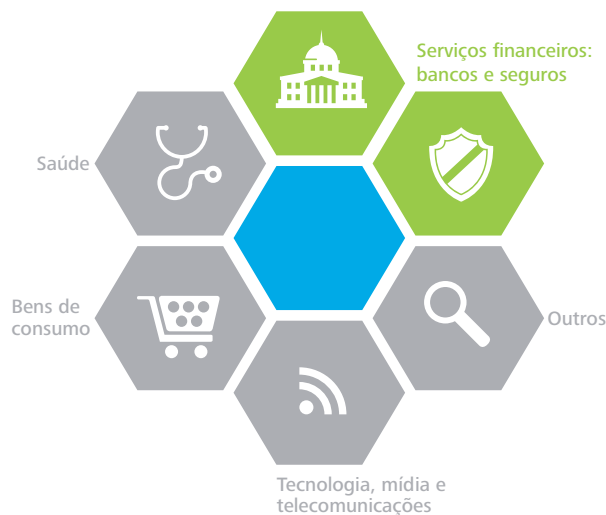 Serviços financeiros:
bancos e seguros
Saúde
Bens de
consumo
Outros
Tecnologia, mídia e
telecomunicações